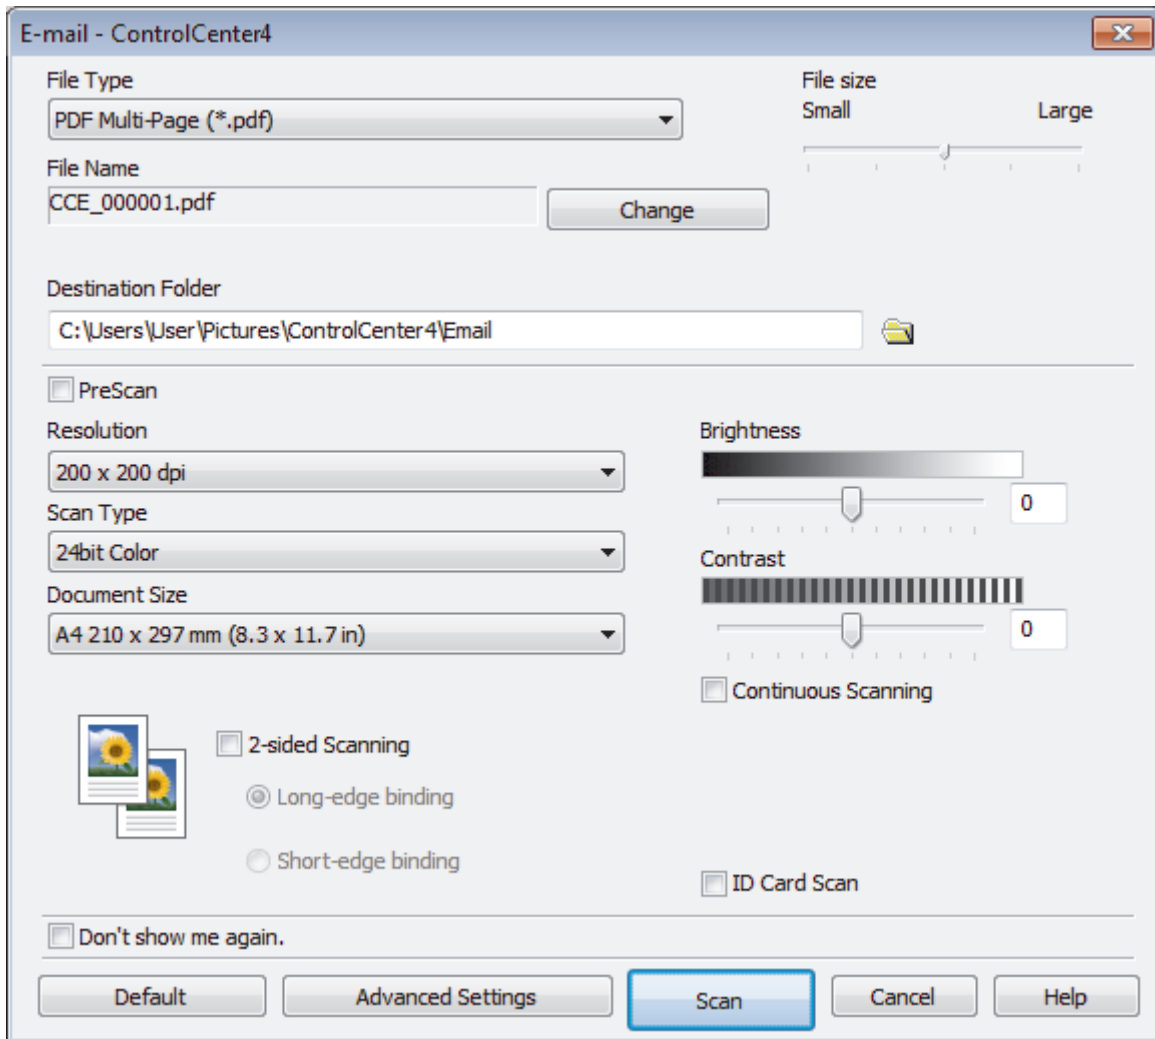 E-mail - ControlCenter4
File Type
PDF Multi-Page (*.pdf)
File size
Small Large
File Name
CCE_000001.pdf
Change
Destination Folder
C:\Users\User\Pictures\ControlCenter4\Email
PreScan
Resolution
200 x 200 dpi
Scan Type
24bit Color
Document Size
A4 210 x 297 mm (8.3 x 11.7 in)
Brightness
0
Contrast
0
Continuous Scanning
2-sided Scanning
Long-edge binding
Short-edge binding
ID Card Scan
Don't show me again.
Default Advanced Settings Scan Cancel Help